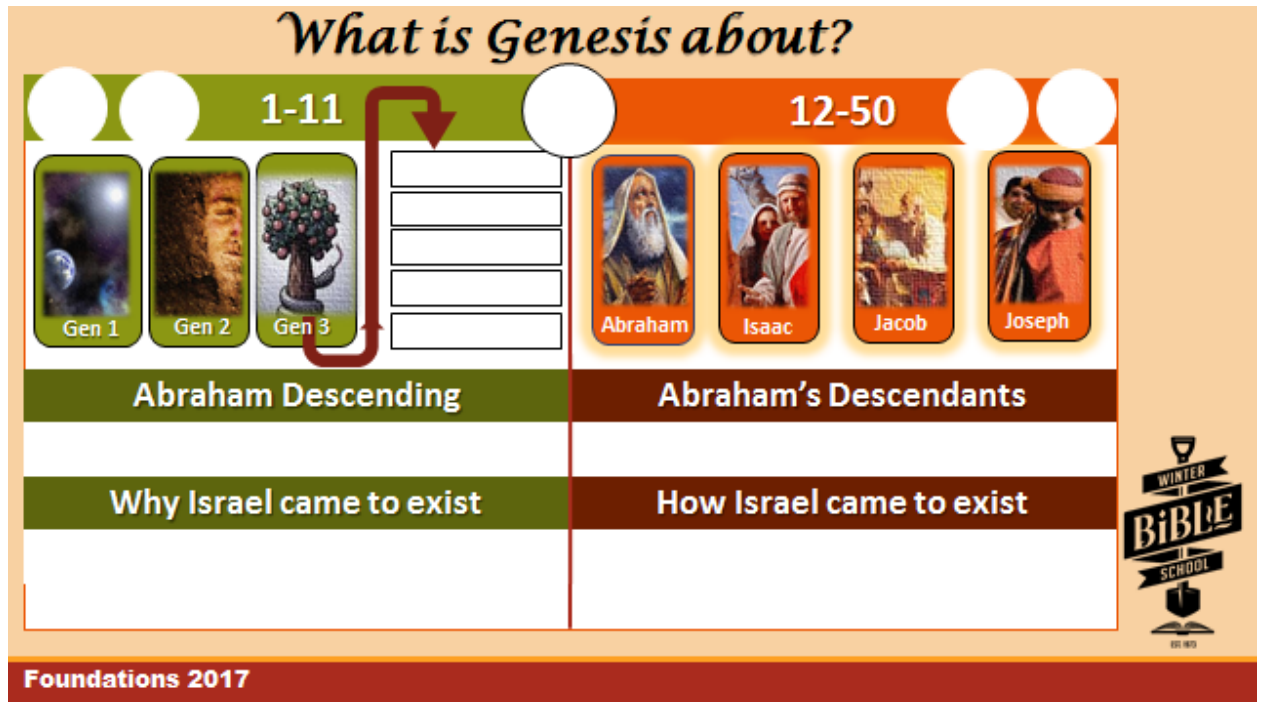 What is Genesis about?
1-11
12-50
Gen 1
Gen 2
Gen 3
Abraham
Isaac
Jacob
Joseph
Abraham Descending
Abraham's Descendants
Why Israel came to exist
How Israel came to exist
WINTER
BiBLE
SCHOOL
Foundations 2017